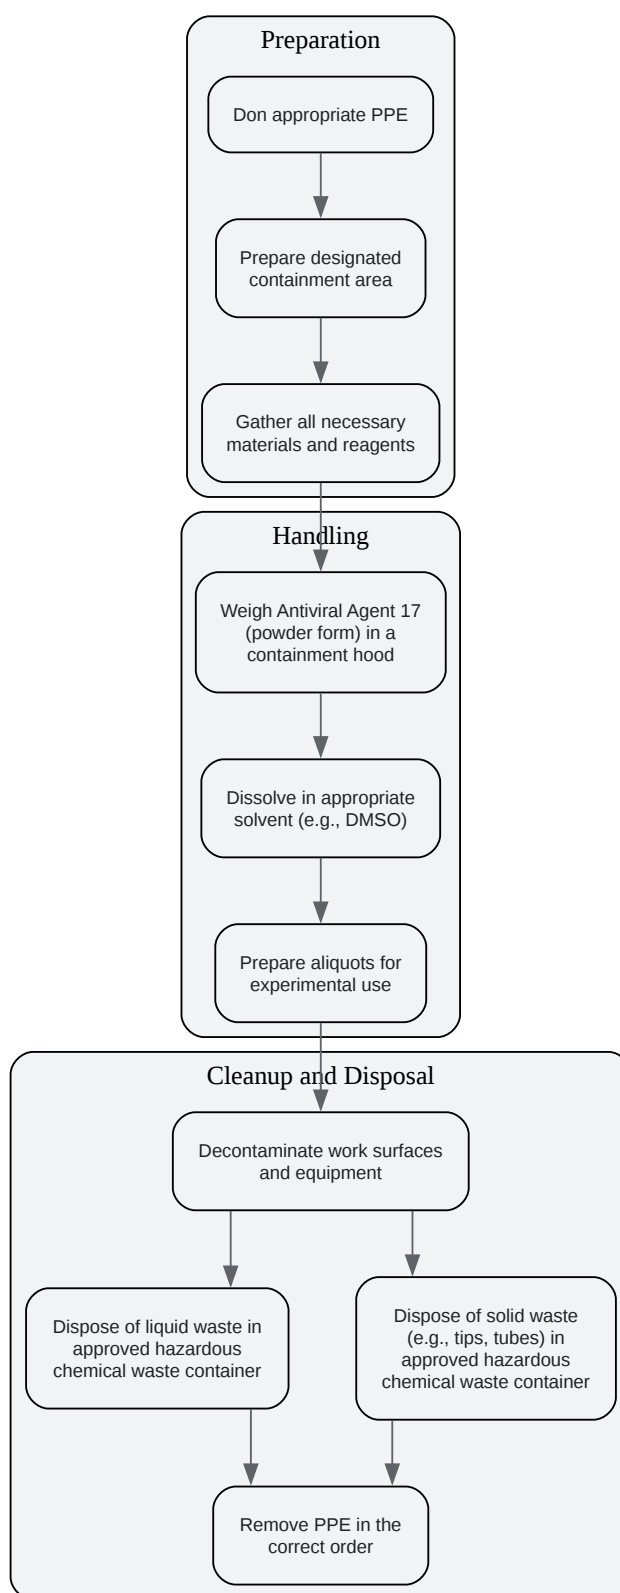 Preparation
Don appropriate PPE
Prepare designated
containment area
Gather all necessary
materials and reagents
Handling
Weigh Antiviral Agent 17
(powder form) in a
containment hood
Dissolve in appropriate
solvent (e.g., DMSO)
Prepare aliquots for
experimental use
Cleanup and Disposal
Decontaminate work surfaces
and equipment
Dispose of liquid waste in
approved hazardous
chemical waste container
Dispose of solid waste
(e.g., tips, tubes) in
approved hazardous
chemical waste container
Remove PPE in the
correct order